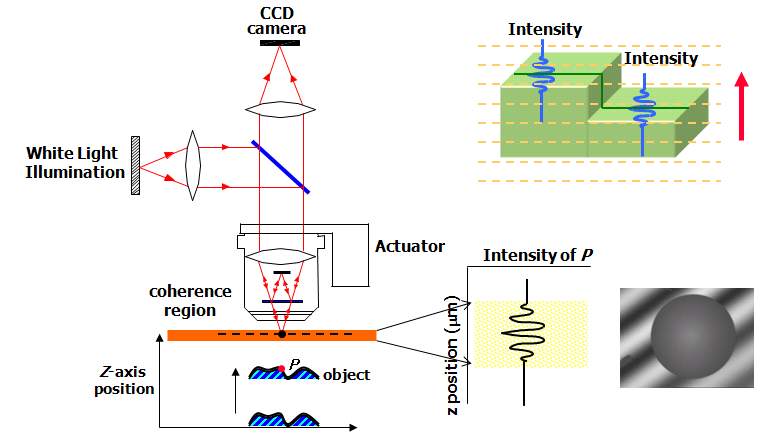 CCD
camera
Intensity
Intensity
White Light
Illumination
Actuator
Intensity of P
coherence
region
z position (μm)
Z-axis
position
P
object